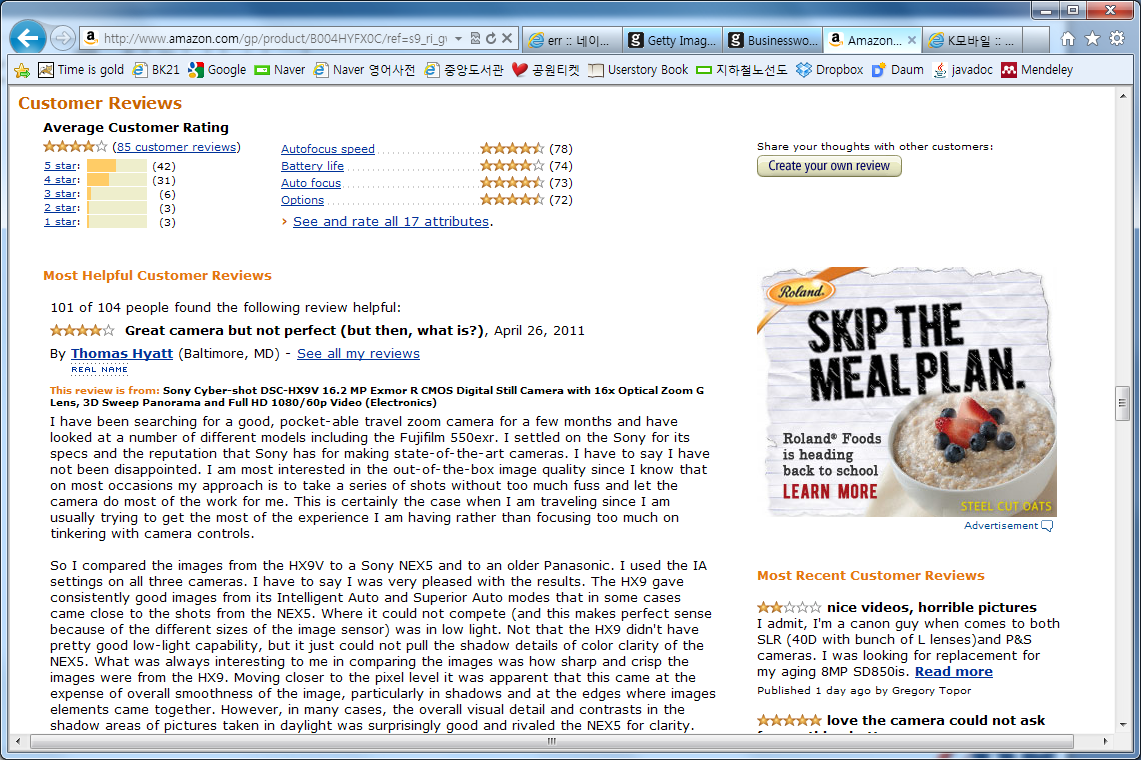 http://www.amazon.com/gp/product/B004HYFX0C/ref=s9_ri_g
err :: 네이...
Getty Imag...
Businesswo...
Amazon...
K모바일 :: ...
Time is gold
BK21
Google
Naver
Naver 영어사전
중앙도서관
공원티켓
Userstory Book
지하철노선도
Dropbox
Daum
javadoc
Mendeley
Customer Reviews
Average Customer Rating
(85 customer reviews)
5 star: (42)
4 star: (31)
3 star: (6)
2 star: (3)
1 star: (3)
Autofocus speed (78)
Battery life (74)
Auto focus (73)
Options (72)
› See and rate all 17 attributes.
Share your thoughts with other customers:
Create your own review
Most Helpful Customer Reviews
101 of 104 people found the following review helpful:
Great camera but not perfect (but then, what is?), April 26, 2011
By Thomas Hyatt (Baltimore, MD) - See all my reviews
REAL NAME
This review is from: Sony Cyber-shot DSC-HX9V 16.2 MP Exmor R CMOS Digital Still Camera with 16x Optical Zoom G
Lens, 3D Sweep Panorama and Full HD 1080/60p Video (Electronics)
I have been searching for a good, pocket-able travel zoom camera for a few months and have
looked at a number of different models including the Fujifilm 550exr. I settled on the Sony for its
specs and the reputation that Sony has for making state-of-the-art cameras. I have to say I have
not been disappointed. I am most interested in the out-of-the-box image quality since I know that
on most occasions my approach is to take a series of shots without too much fuss and let the
camera do most of the work for me. This is certainly the case when I am traveling since I am
usually trying to get the most of the experience I am having rather than focusing too much on
tinkering with camera controls.
So I compared the images from the HX9V to a Sony NEX5 and to an older Panasonic. I used the IA
settings on all three cameras. I have to say I was very pleased with the results. The HX9 gave
consistently good images from its Intelligent Auto and Superior Auto modes that in some cases
came close to the shots from the NEX5. Where it could not compete (and this makes perfect sense
because of the different sizes of the image sensor) was in low light. Not that the HX9 didn't have
pretty good low-light capability, but it just could not pull the shadow details of color clarity of the
NEX5. What was always interesting to me in comparing the images was how sharp and crisp the
images were from the HX9. Moving closer to the pixel level it was apparent that this came at the
expense of overall smoothness of the image, particularly in shadows and at the edges where images
elements came together. However, in many cases, the overall visual detail and contrasts in the
shadow areas of pictures taken in daylight was surprisingly good and rivaled the NEX5 for clarity.
Roland.
SKIP THE
MEAL PLAN.
Roland® Foods
is heading
back to school
LEARN MORE
STEEL CUT OATS
Advertisement
Most Recent Customer Reviews
nice videos, horrible pictures
I admit, I'm a canon guy when comes to both
SLR (40D with bunch of L lenses)and P&S
cameras. I was looking for replacement for
my aging 8MP SD850is. Read more
Published 1 day ago by Gregory Topor
love the camera could not ask